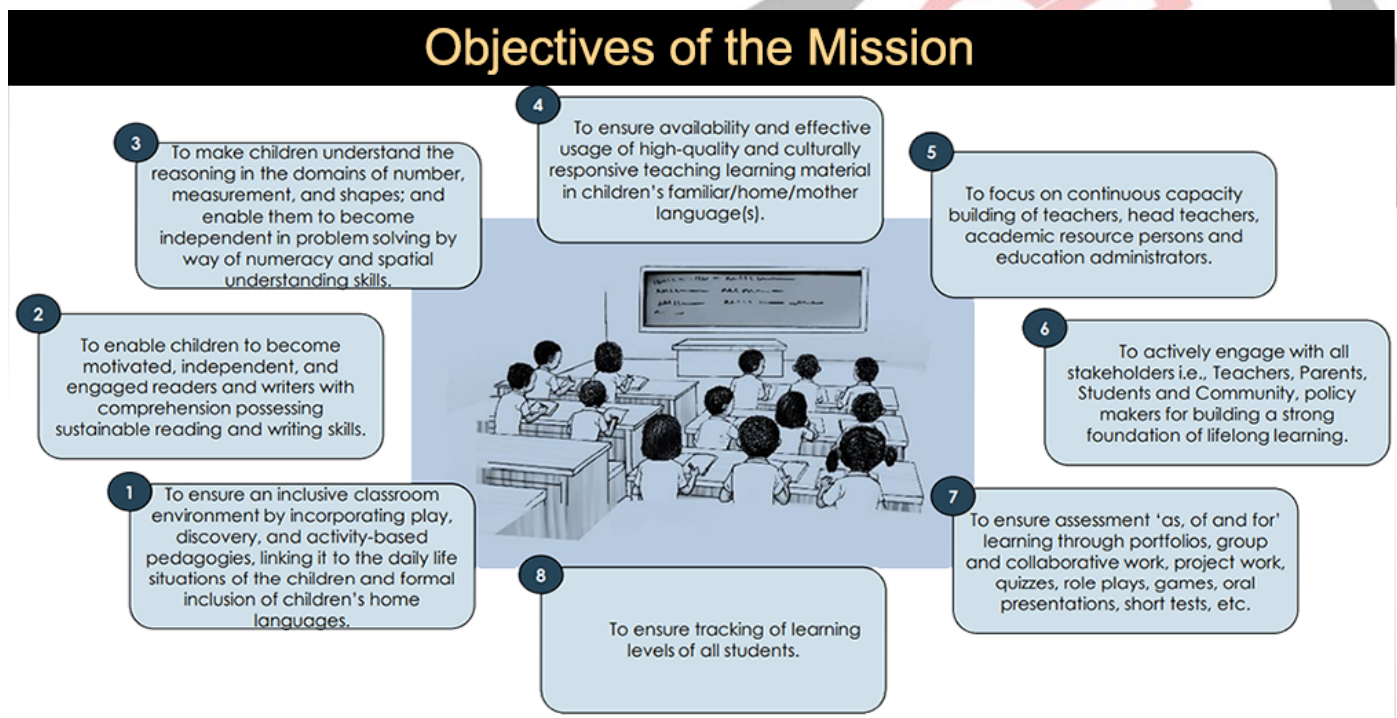 Objectives of the Mission
1
To ensure an inclusive classroom
environment by incorporating play,
discovery, and activity-based
pedagogies, linking it to the daily life
situations of the children and formal
inclusion of children’s home
languages.
2
To enable children to become
motivated, independent, and
engaged readers and writers with
comprehension possessing
sustainable reading and writing skills.
3
To make children understand the
reasoning in the domains of number,
measurement, and shapes; and
enable them to become
independent in problem solving by
way of numeracy and spatial
understanding skills.
4
To ensure availability and effective
usage of high-quality and culturally
responsive teaching learning material
in children’s familiar/home/mother
language(s).
5
To focus on continuous capacity
building of teachers, head teachers,
academic resource persons and
education administrators.
6
To actively engage with all
stakeholders i.e., Teachers, Parents,
Students and Community, policy
makers for building a strong
foundation of lifelong learning.
7
To ensure assessment ‘as, of and for’
learning through portfolios, group
and collaborative work, project work,
quizzes, role plays, games, oral
presentations, short tests, etc.
8
To ensure tracking of learning
levels of all students.